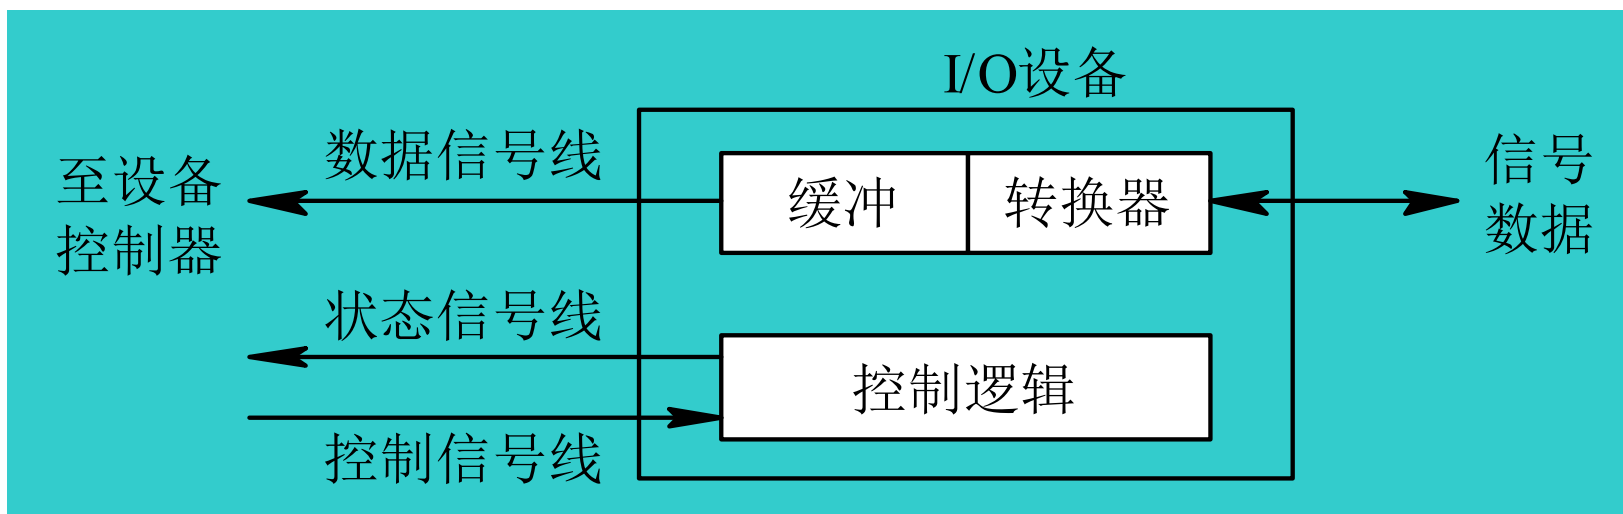 I/O设备
数据信号线
至设备
控制器
缓冲
转换器
信号
数据
状态信号线
控制逻辑
控制信号线